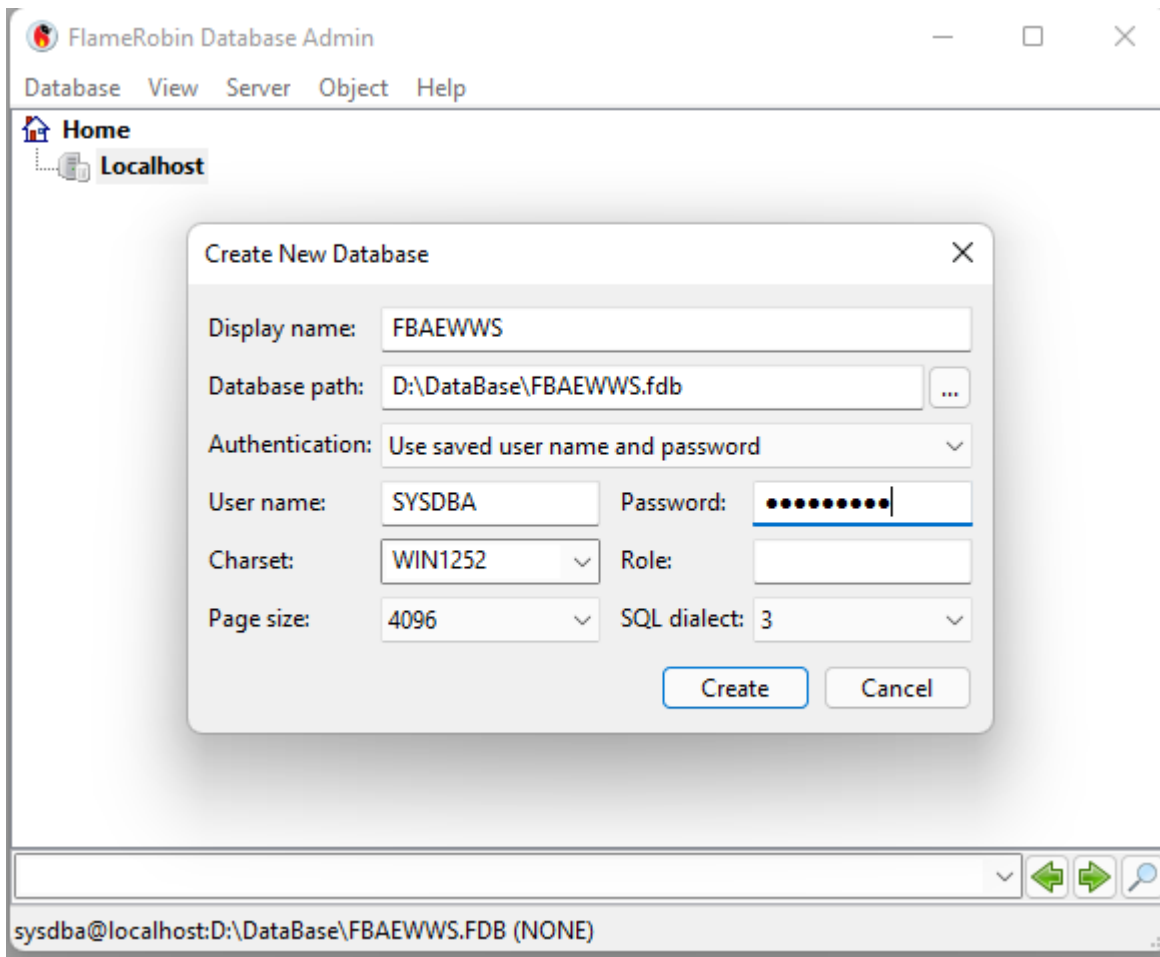 FlameRobin Database Admin
Database View Server Object Help
Home
Localhost
Create New Database
Display name: FBAEWWS
Database path: D:\DataBase\FBAEWWS.fdb ...
Authentication: Use saved user name and password
User name: SYSDBA Password: ●●●●●●●●●
Charset: WIN1252 Role:
Page size: 4096 SQL dialect: 3
Create Cancel
sysdba@localhost:D:\DataBase\FBAEWWS.FDB (NONE)